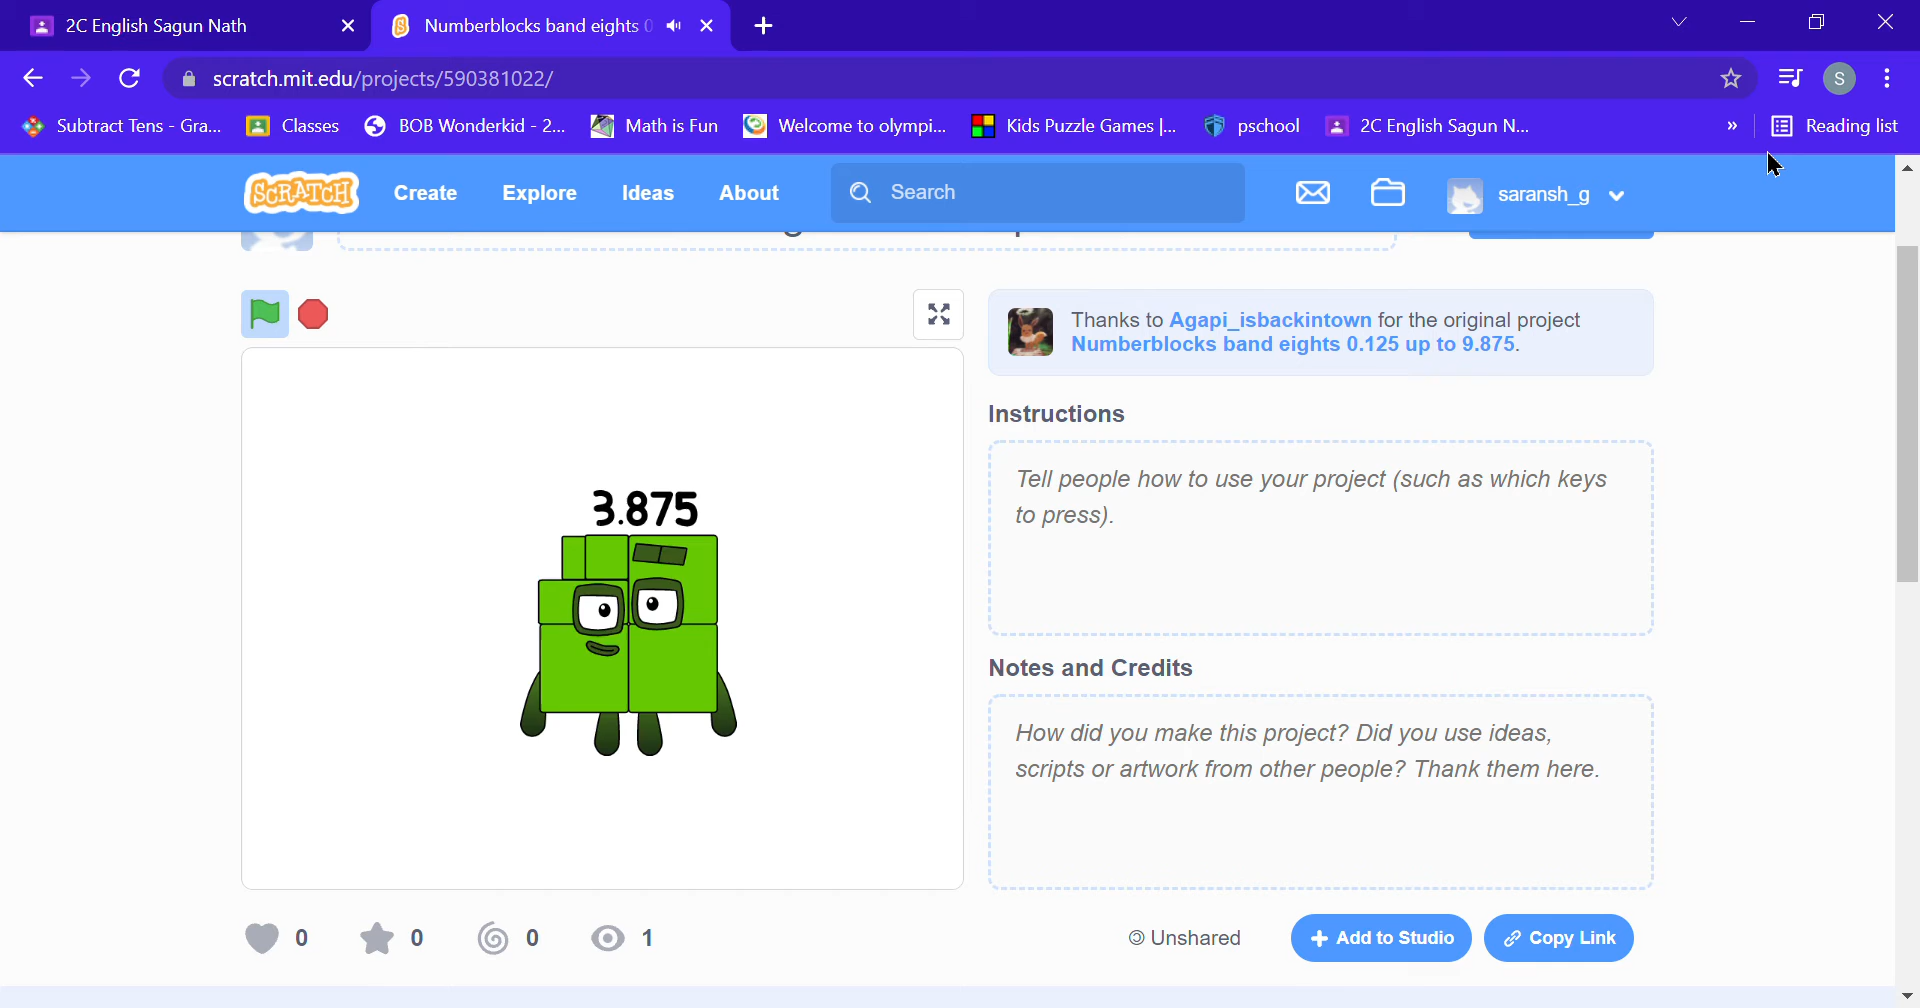 2C English Sagun Nath
Numberblocks band eights 0
scratch.mit.edu/projects/590381022/
S
Subtract Tens - Gra...
Classes
BOB Wonderkid - 2...
Math is Fun
Welcome to olympi...
Kids Puzzle Games |...
pschool
2C English Sagun N...
»
Reading list
SCRATCH
Create
Explore
Ideas
About
Search
saransh_g
Thanks to Agapi_isbackintown for the original project
Numberblocks band eights 0.125 up to 9.875.
Instructions
Tell people how to use your project (such as which keys
to press).
3.875
Notes and Credits
How did you make this project? Did you use ideas,
scripts or artwork from other people? Thank them here.
0
0
0
1
Unshared
Add to Studio
Copy Link